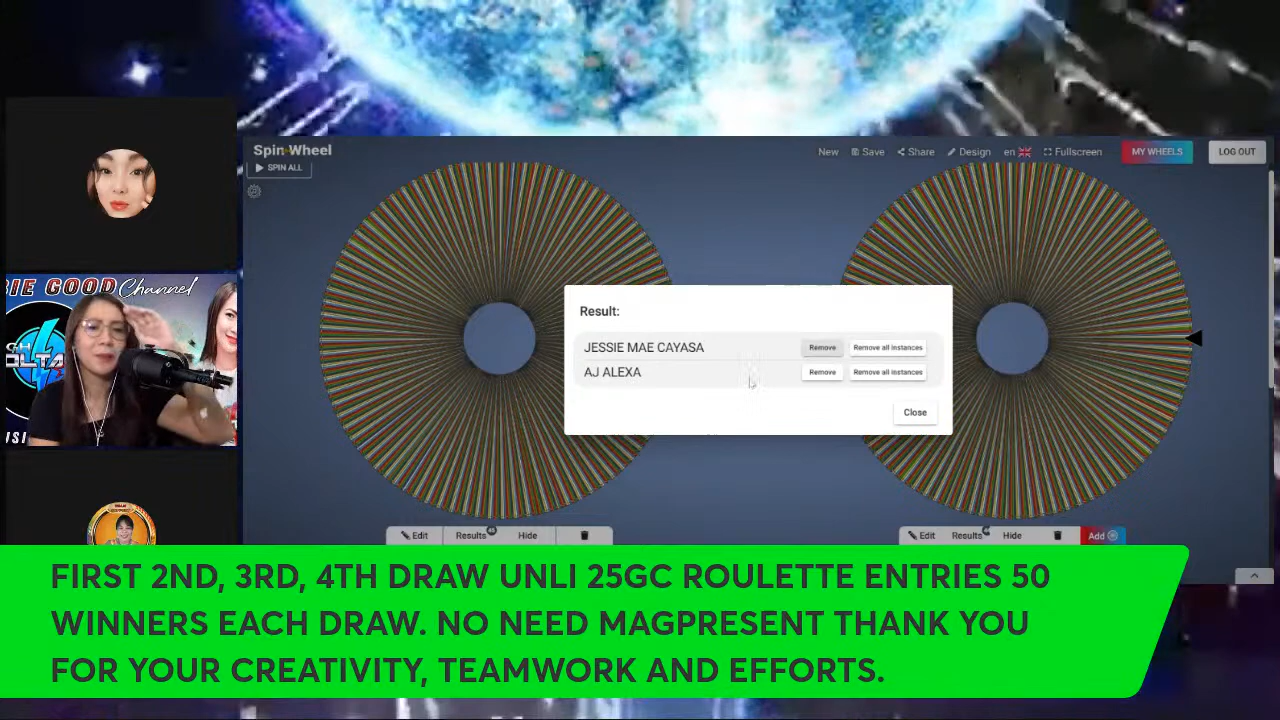 Spin Wheel
SPIN ALL
New
Save
Share
Design
en
Fullscreen
MY WHEELS
LOG OUT
IE GOOD Channel
Result:
JESSIE MAE CAYASA Remove Remove all instances
AJ ALEXA Remove Remove all instances
Close
Edit Results Hide
Edit Results Hide Add
FIRST 2ND, 3RD, 4TH DRAW UNLI 25GC ROULETTE ENTRIES 50
WINNERS EACH DRAW. NO NEED MAGPRESENT THANK YOU
FOR YOUR CREATIVITY, TEAMWORK AND EFFORTS.